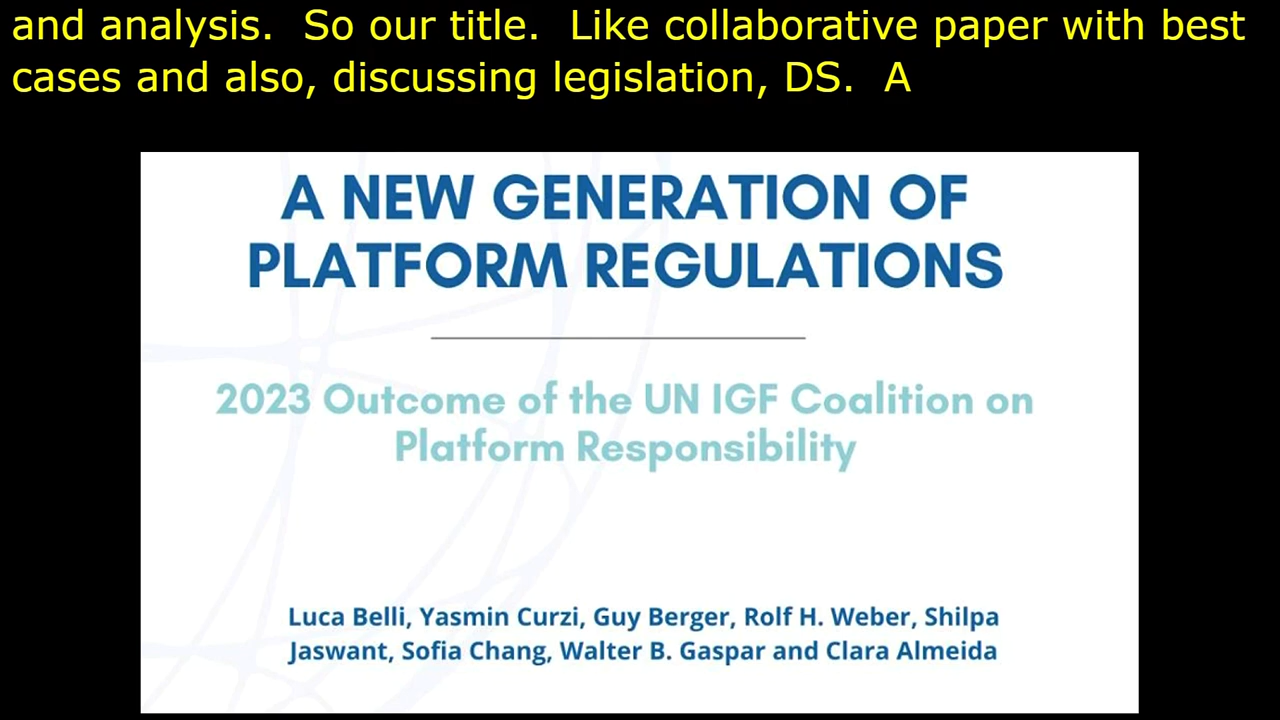 and analysis.  So our title.  Like collaborative paper with best
cases and also, discussing legislation, DS.  A
A NEW GENERATION OF
PLATFORM REGULATIONS
2023 Outcome of the UN IGF Coalition on
Platform Responsibility
Luca Belli, Yasmin Curzi, Guy Berger, Rolf H. Weber, Shilpa
Jaswant, Sofia Chang, Walter B. Gaspar and Clara Almeida